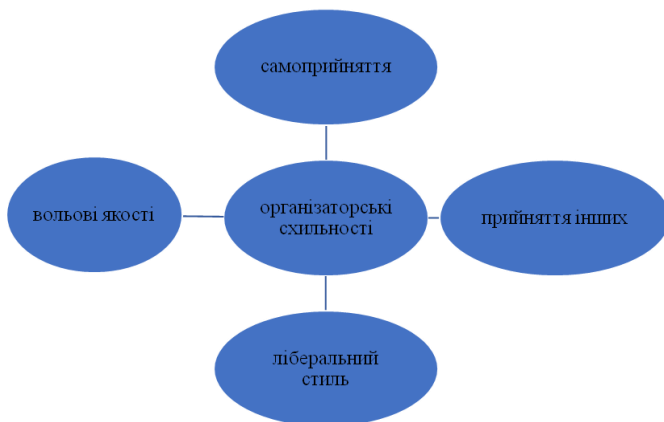 самоприйняття
вольові якості
організаторські
схильності
прийняття інших
ліберальний
стиль